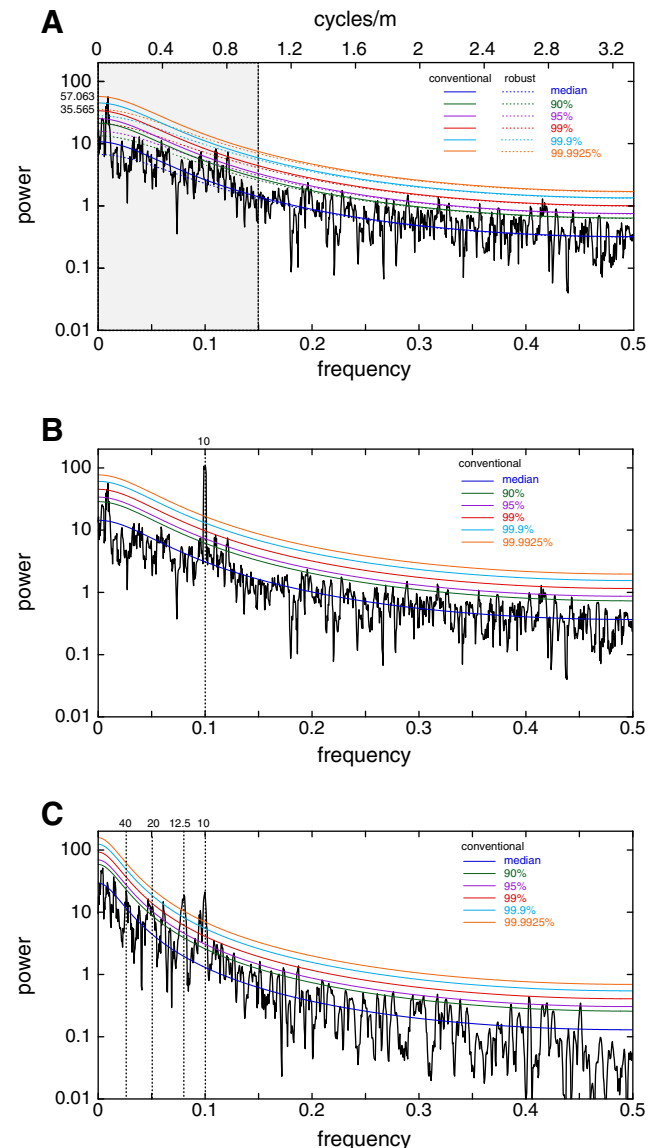 A
cycles/m
0 0.4 0.8 1.2 1.6 2 2.4 2.8 3.2
100
57.063
35.565
10
1
0.1
0.01
power
conventional robust
median
90%
95%
99%
99.9%
99.9925%
0 0.1 0.2 0.3 0.4 0.5
frequency
B
10
100
10
1
0.1
0.01
power
conventional
median
90%
95%
99%
99.9%
99.9925%
0 0.1 0.2 0.3 0.4 0.5
frequency
C
40 20 12.5 10
100
10
1
0.1
0.01
power
conventional
median
90%
95%
99%
99.9%
99.9925%
0 0.1 0.2 0.3 0.4 0.5
frequency